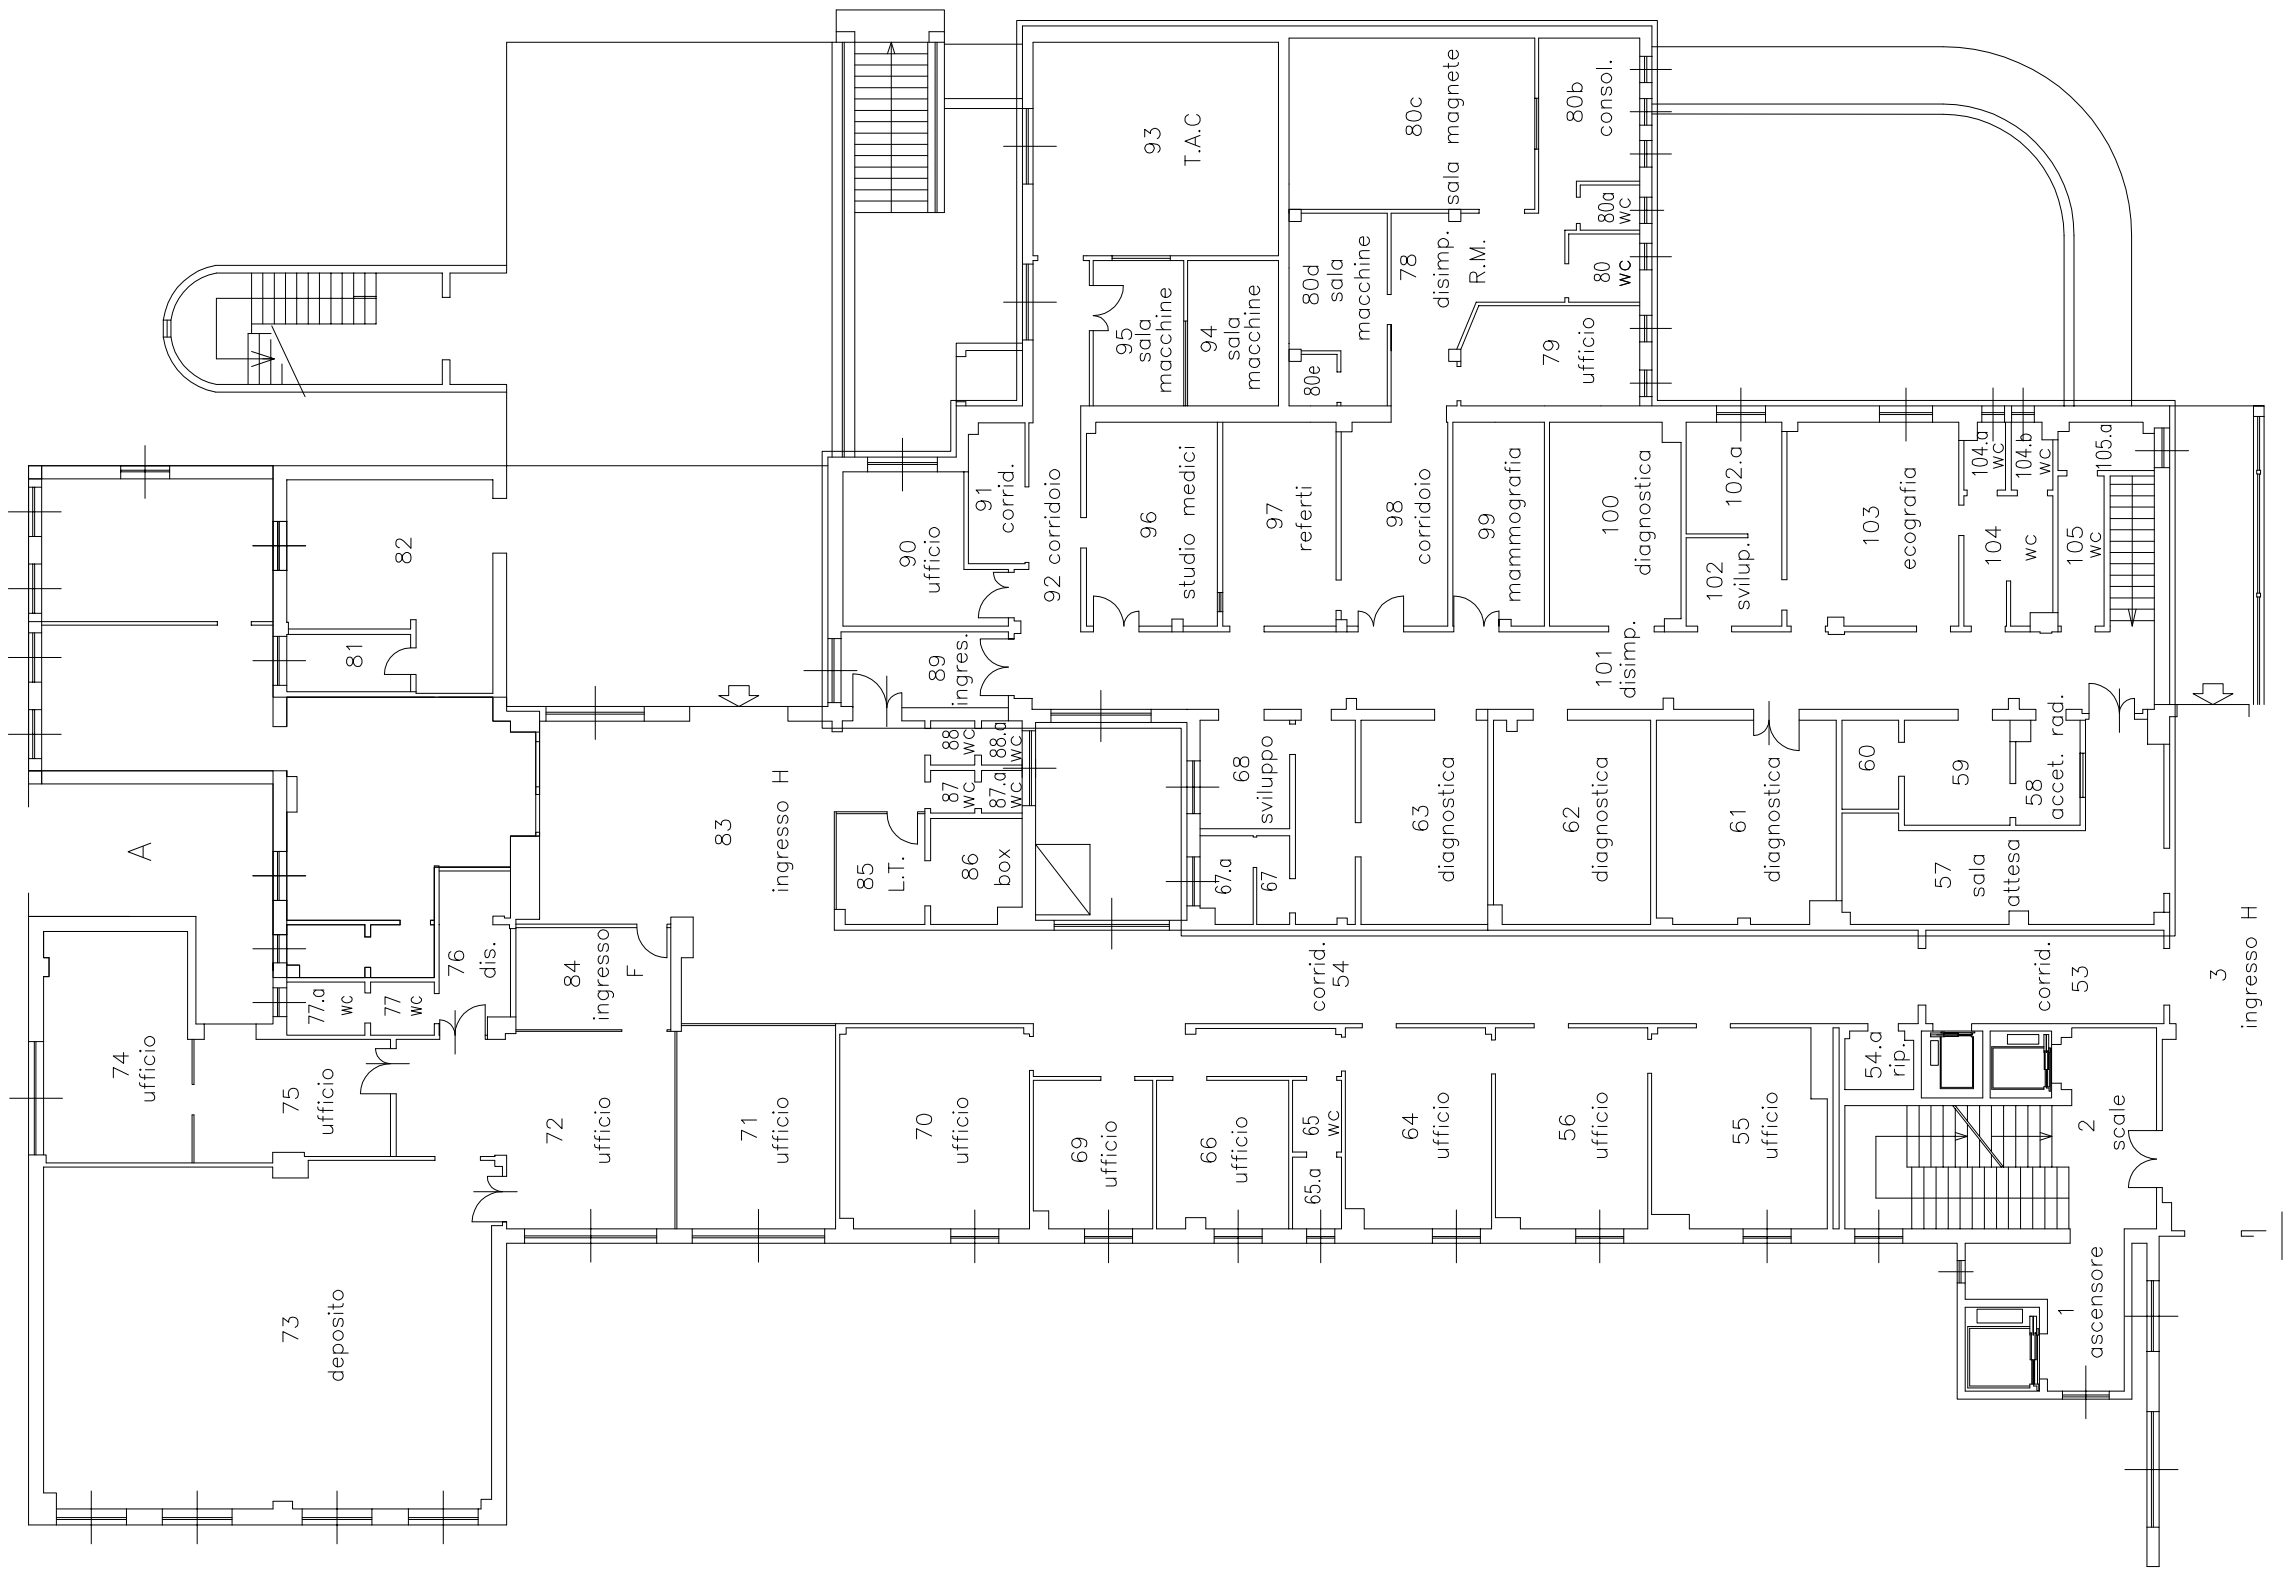 93
T.A.C
80c
sala magnete
80b
consol.
80a
wc
80
wc
78
disimp.
R.M.
80d
sala
macchine
80e
95
sala
macchine
94
sala
macchine
79
ufficio
82
81
90
ufficio
91
corrid.
92 corridoio
96
studio medici
97
referti
98
corridoio
99
mammografia
100
diagnostica
102.a
102
svilup.
103
ecografia
104.a
wc
104.b
wc
104
wc
105.a
105
wc
89
ingres.
101
disimp.
88
wc
88.a
wc
87
wc
87.a
wc
83
ingresso H
85
L.T.
86
box
68
sviluppo
67.a
67
63
diagnostica
62
diagnostica
61
diagnostica
60
59
58
accet. rad.
57
sala
attesa
A
76
dis.
84
ingresso
F
77.a
wc
77
wc
corrid.
54
corrid.
53
3
ingresso H
74
ufficio
75
ufficio
72
ufficio
71
ufficio
70
ufficio
69
ufficio
66
ufficio
65
wc
65.a
64
ufficio
56
ufficio
55
ufficio
54.a
rip.
2
scale
1
ascensore
73
deposito